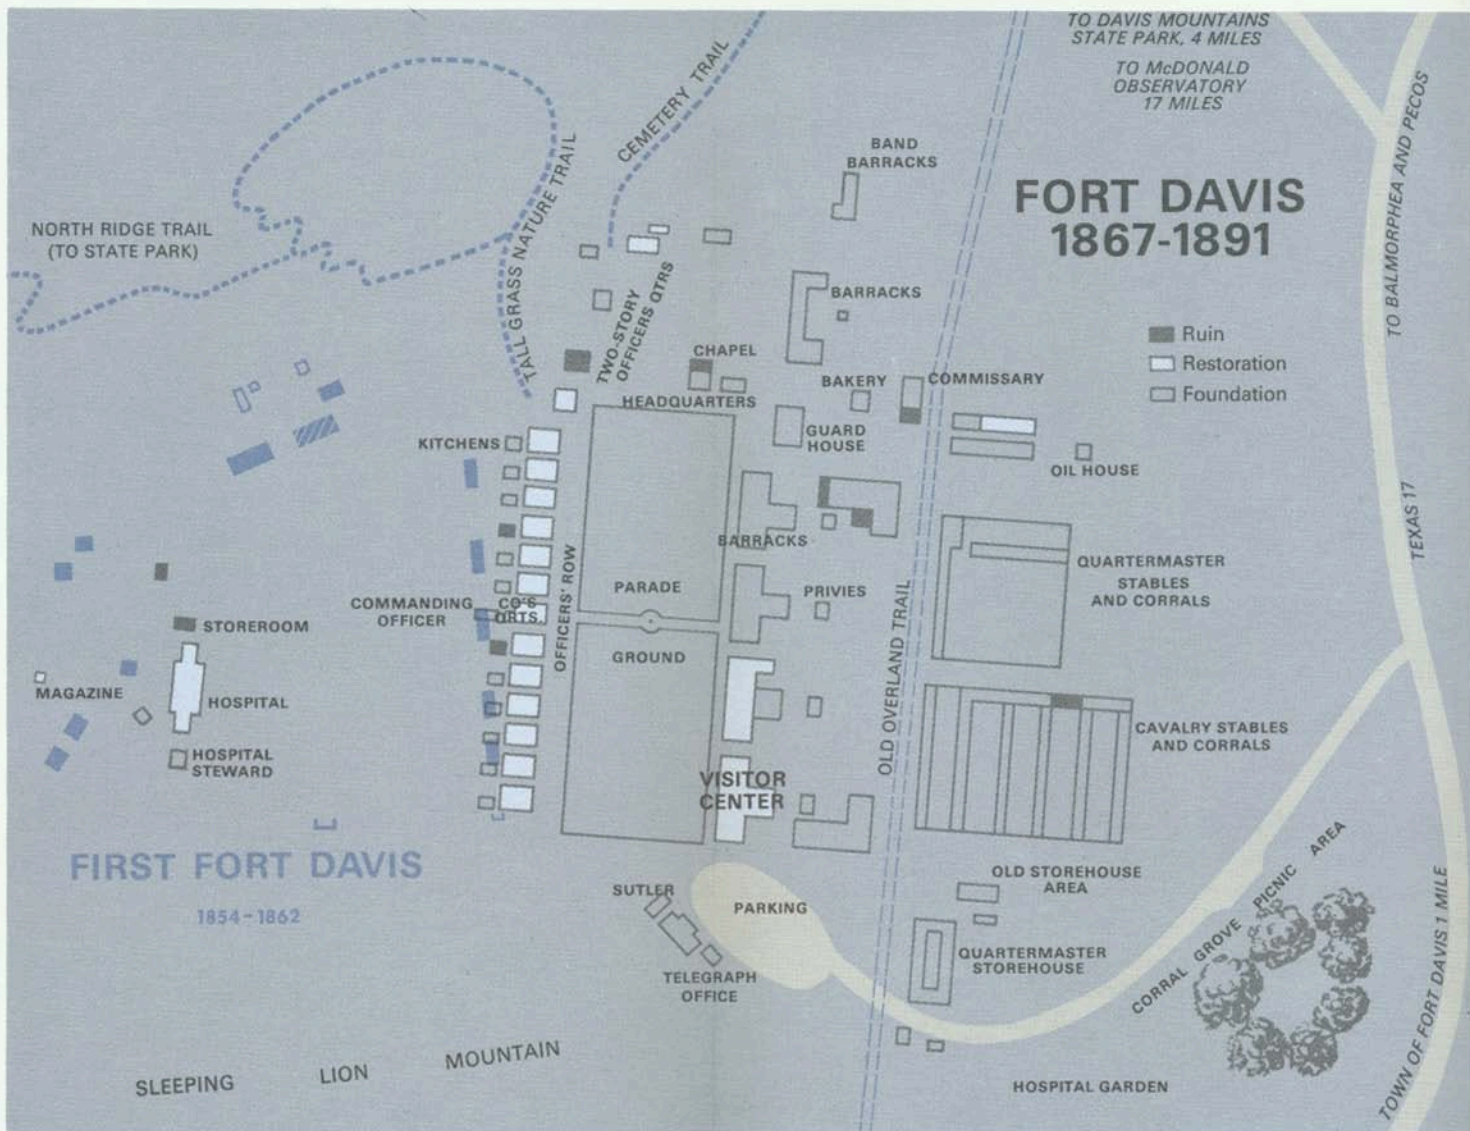 TO DAVIS MOUNTAINS
STATE PARK, 4 MILES
TO McDONALD
OBSERVATORY
17 MILES
CEMETERY TRAIL
TALL GRASS NATURE TRAIL
BAND
BARRACKS
TO BALMORPHEA AND PECOS
FORT DAVIS
1867-1891
NORTH RIDGE TRAIL
(TO STATE PARK)
TWO-STORY
OFFICERS QTRS
BARRACKS
Ruin
Restoration
Foundation
CHAPEL
HEADQUARTERS
BAKERY
COMMISSARY
GUARD
HOUSE
KITCHENS
OIL HOUSE
TEXAS 17
BARRACKS
QUARTERMASTER
STABLES
AND CORRALS
OFFICERS' ROW
PARADE
PRIVIES
COMMANDING
OFFICER
CO'S
QRTS.
STOREROOM
GROUND
OLD OVERLAND TRAIL
MAGAZINE
HOSPITAL
CAVALRY STABLES
AND CORRALS
HOSPITAL
STEWARD
VISITOR
CENTER
FIRST FORT DAVIS
1854-1862
OLD STOREHOUSE
AREA
CORRAL GROVE PICNIC AREA
SUTLER
PARKING
QUARTERMASTER
STOREHOUSE
TELEGRAPH
OFFICE
TOWN OF FORT DAVIS 1 MILE
SLEEPING LION MOUNTAIN
HOSPITAL GARDEN